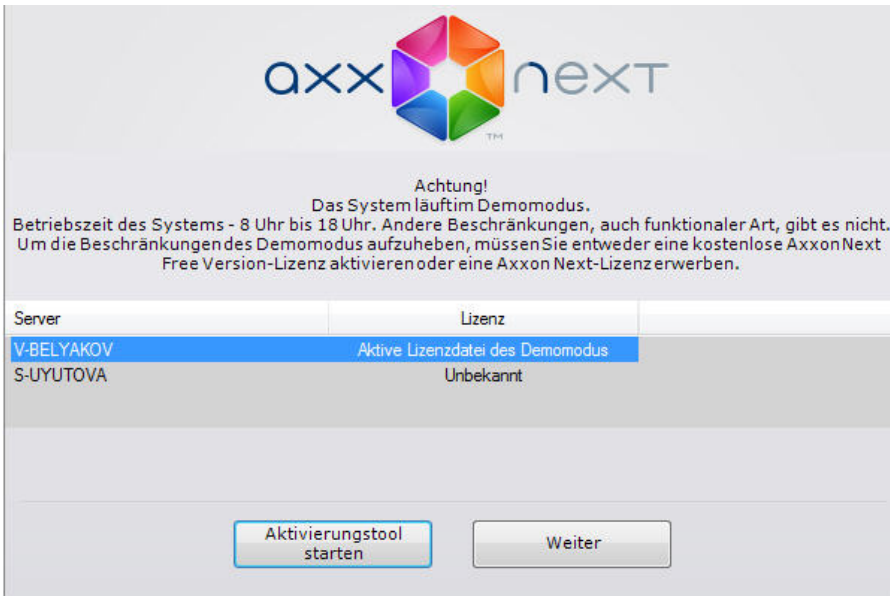 axxonnext
TM
Achtung!
Das System läuft im Demomodus.
Betriebszeit des Systems - 8 Uhr bis 18 Uhr. Andere Beschränkungen, auch funktionaler Art, gibt es nicht.
Um die Beschränkungen des Demomodus aufzuheben, müssen Sie entweder eine kostenlose Axxon Next
Free Version-Lizenz aktivieren oder eine Axxon Next-Lizenz erwerben.
Server Lizenz
V-BELYAKOV Aktive Lizenzdatei des Demomodus
S-UYUTOVA Unbekannt
Aktivierungstool
starten
Weiter